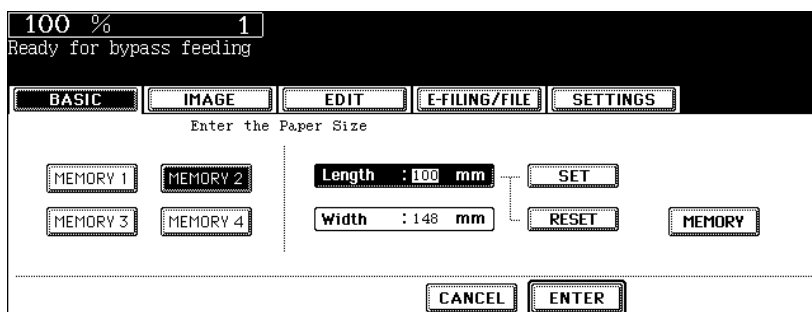 100 % 1
Ready for bypass feeding
BASIC IMAGE EDIT E-FILING/FILE SETTINGS
Enter the Paper Size
MEMORY 1 MEMORY 2 Length : 100 mm SET
MEMORY 3 MEMORY 4 Width : 148 mm RESET MEMORY
CANCEL ENTER